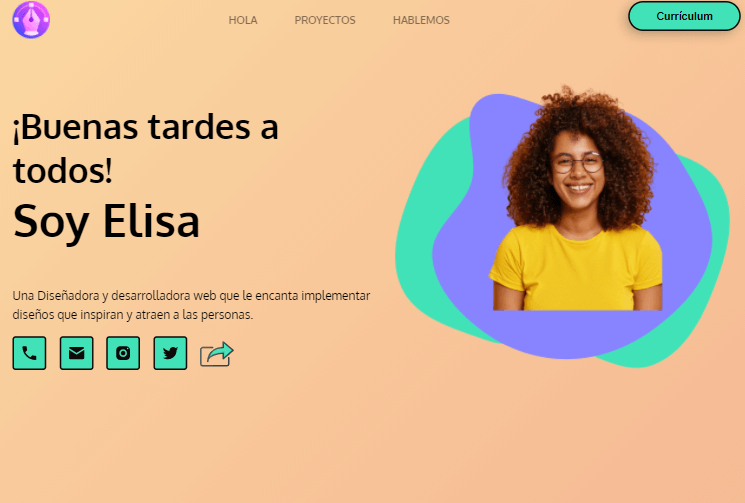 HOLA PROYECTOS HABLEMOS Currículum
¡Buenas tardes a
todos!
Soy Elisa
Una Diseñadora y desarrolladora web que le encanta implementar
diseños que inspiran y atraen a las personas.